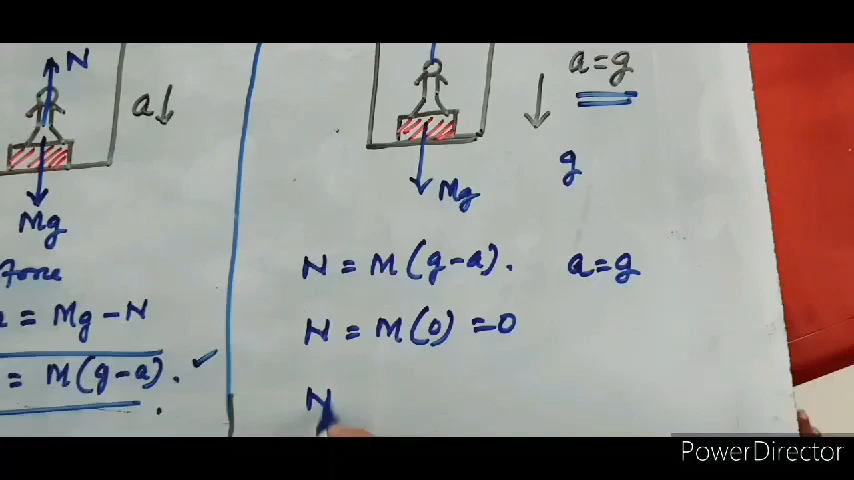 N
a↓
Mg
Force
= Mg - N
= M(g-a). ✓
a=g
g
Mg
N = M(g-a). a=g
N = M(0) = 0
N
PowerDirector